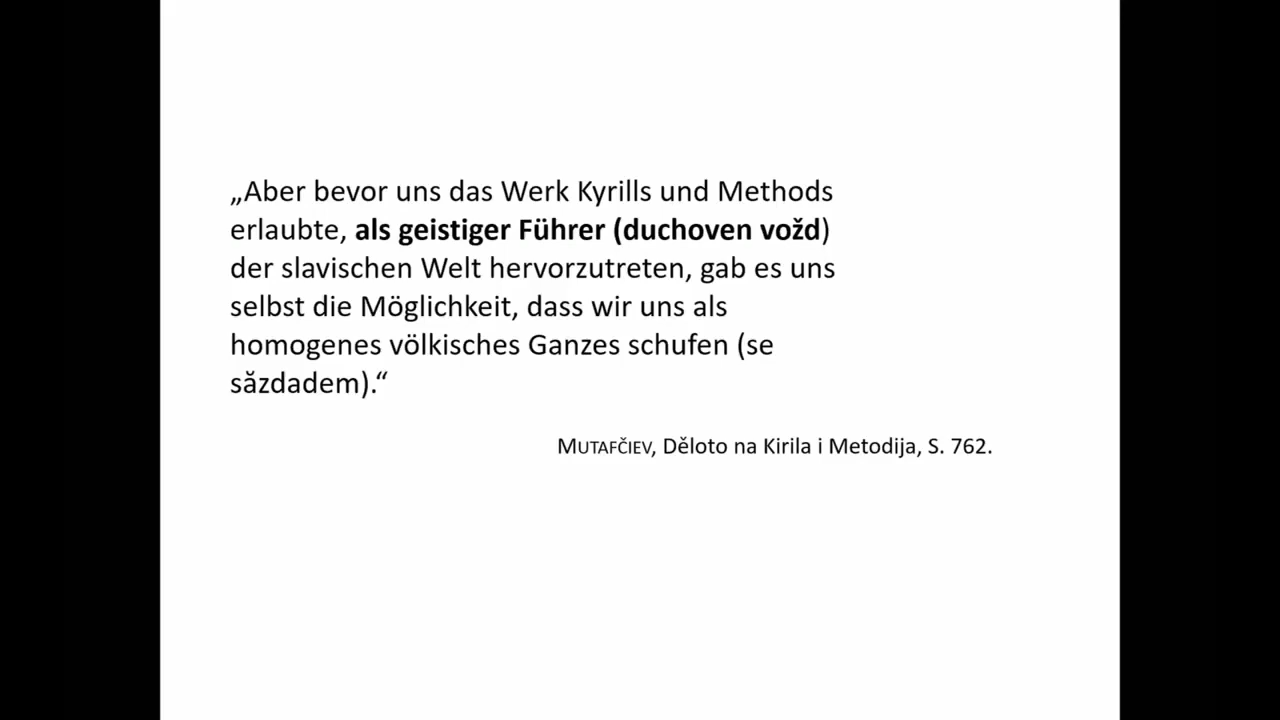 „Aber bevor uns das Werk Kyrills und Methods
erlaubte, als geistiger Führer (duchoven vožd)
der slavischen Welt hervorzutreten, gab es uns
selbst die Möglichkeit, dass wir uns als
homogenes völkisches Ganzes schufen (se
săzdadem).“
MUTAFČIEV, Děloto na Kirila i Metodija, S. 762.